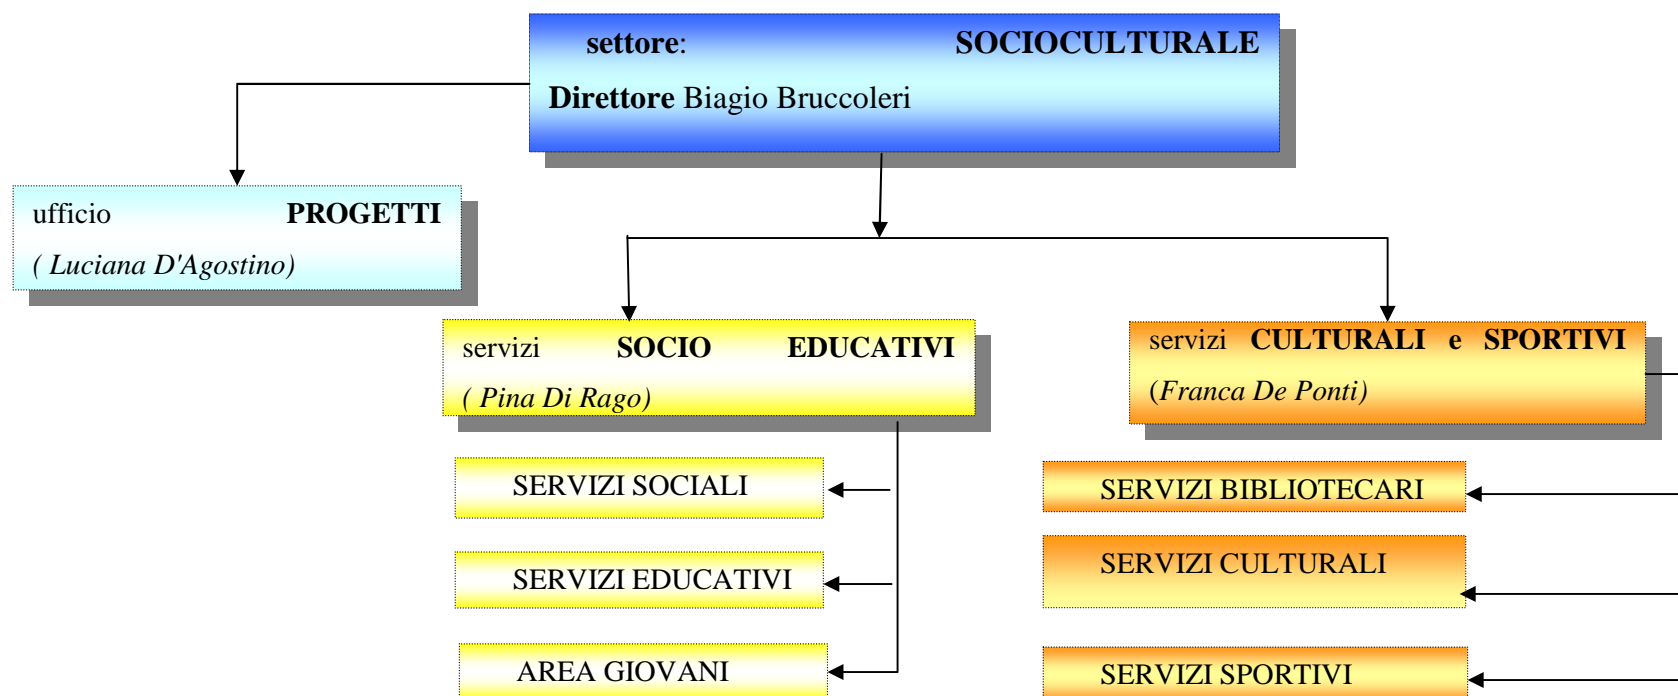 settore: SOCIOCULTURALE
Direttore Biagio Bruccoleri
ufficio PROGETTI
( Luciana D'Agostino)
servizi SOCIO EDUCATIVI
( Pina Di Rago)
servizi CULTURALI e SPORTIVI
(Franca De Ponti)
SERVIZI SOCIALI
SERVIZI EDUCATIVI
AREA GIOVANI
SERVIZI BIBLIOTECARI
SERVIZI CULTURALI
SERVIZI SPORTIVI